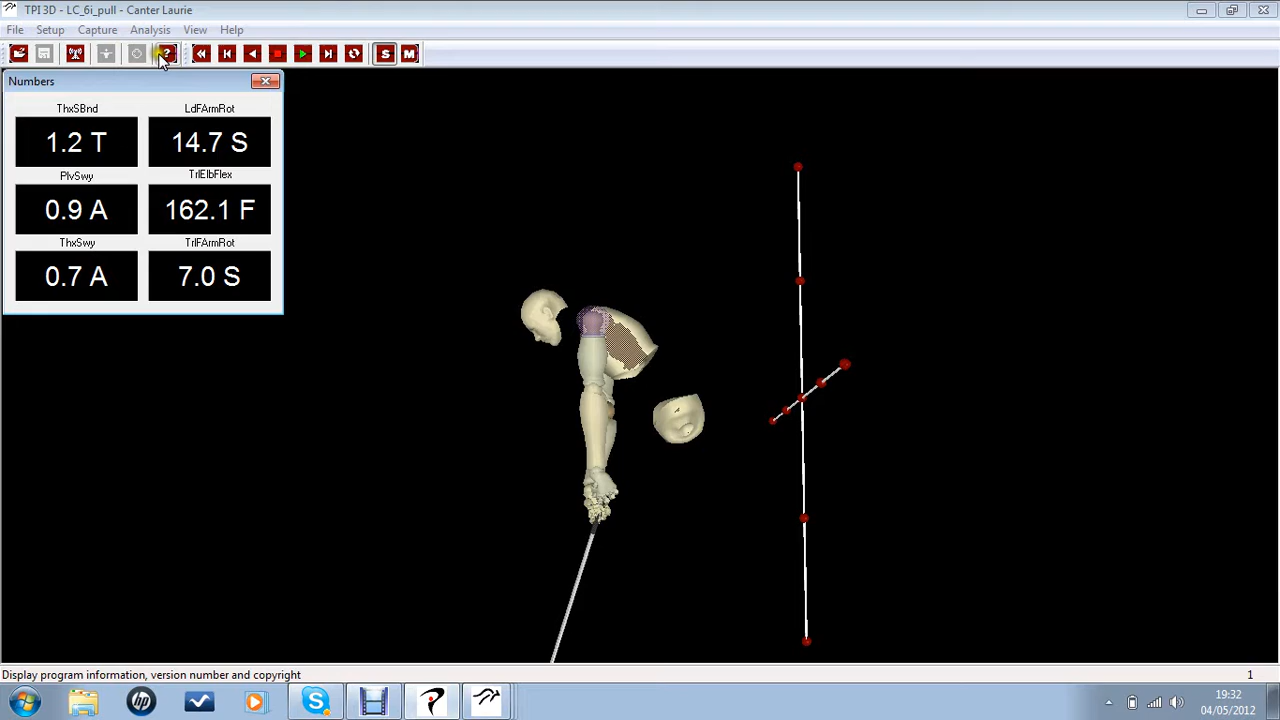 TPI 3D - LC_6i_pull - Canter Laurie
File Setup Capture Analysis View Help
? S M
Numbers
ThxSBnd LdFArmRot
1.2 T 14.7 S
PlvSwy TrlElbFlex
0.9 A 162.1 F
ThxSwy TrlFArmRot
0.7 A 7.0 S
Display program information, version number and copyright 1
hp S 19:32
04/05/2012